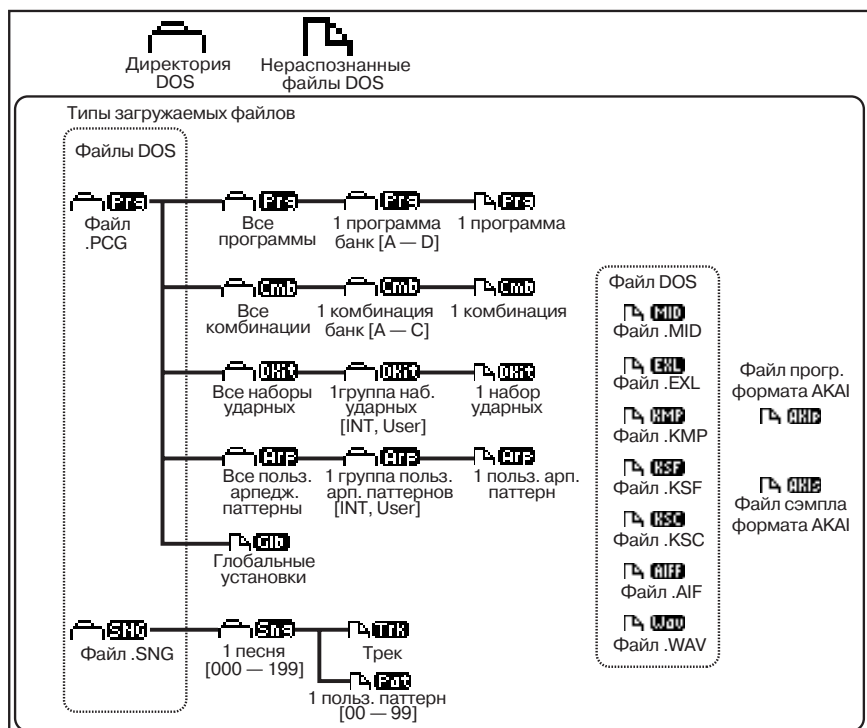 Директория
DOS
Нераспознанные
файлы DOS
Типы загружаемых файлов
Файлы DOS
Prg
Файл
.PCG
Prg
Все
программы
Prg
1 программа
банк [A — D]
Prg
1 программа
Cmb
Все
комбинации
Cmb
1 комбинация
банк [A — C]
Cmb
1 комбинация
DKit
Все наборы
ударных
DKit
1группа наб.
ударных
[INT, User]
DKit
1 набор
ударных
Arp
Все польз.
арпедж.
паттерны
Arp
1 группа польз.
арп. паттернов
[INT, User]
Arp
1 польз. арп.
паттерн
Glb
Глобальные
установки
SNG
Файл .SNG
Sng
1 песня
[000 — 199]
Trk
Трек
Pat
1 польз. паттерн
[00 — 99]
Файл DOS
MID
Файл .MID
EXL
Файл .EXL
KMP
Файл .KMP
KSF
Файл .KSF
KSC
Файл .KSC
AIFF
Файл .AIF
Wav
Файл .WAV
Файл прогр.
формата AKAI
AKIP
AKIS
Файл сэмпла
формата AKAI